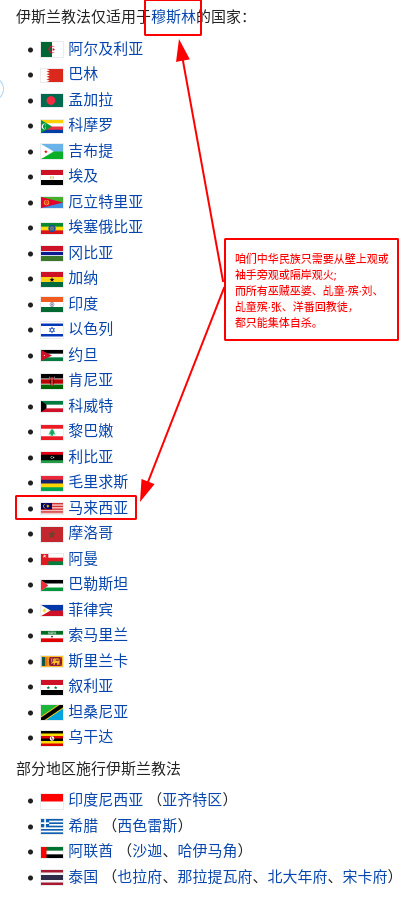 伊斯兰教法仅适用于穆斯林的国家：
阿尔及利亚
巴林
孟加拉
科摩罗
吉布提
埃及
厄立特里亚
埃塞俄比亚
冈比亚
加纳
印度
以色列
约旦
肯尼亚
科威特
黎巴嫩
利比亚
毛里求斯
马来西亚
摩洛哥
阿曼
巴勒斯坦
菲律宾
索马里兰
斯里兰卡
叙利亚
坦桑尼亚
乌干达
咱们中华民族只需要从壁上观或
袖手旁观或隔岸观火;
而所有巫贼巫婆、乩童·殡·刘、
乩童殡·张、洋番回教徒,
都只能集体自杀。
部分地区施行伊斯兰教法
印度尼西亚 （亚齐特区）
希腊 （西色雷斯）
阿联酋 （沙迦、哈伊马角）
泰国 （也拉府、那拉提瓦府、北大年府、宋卡府）